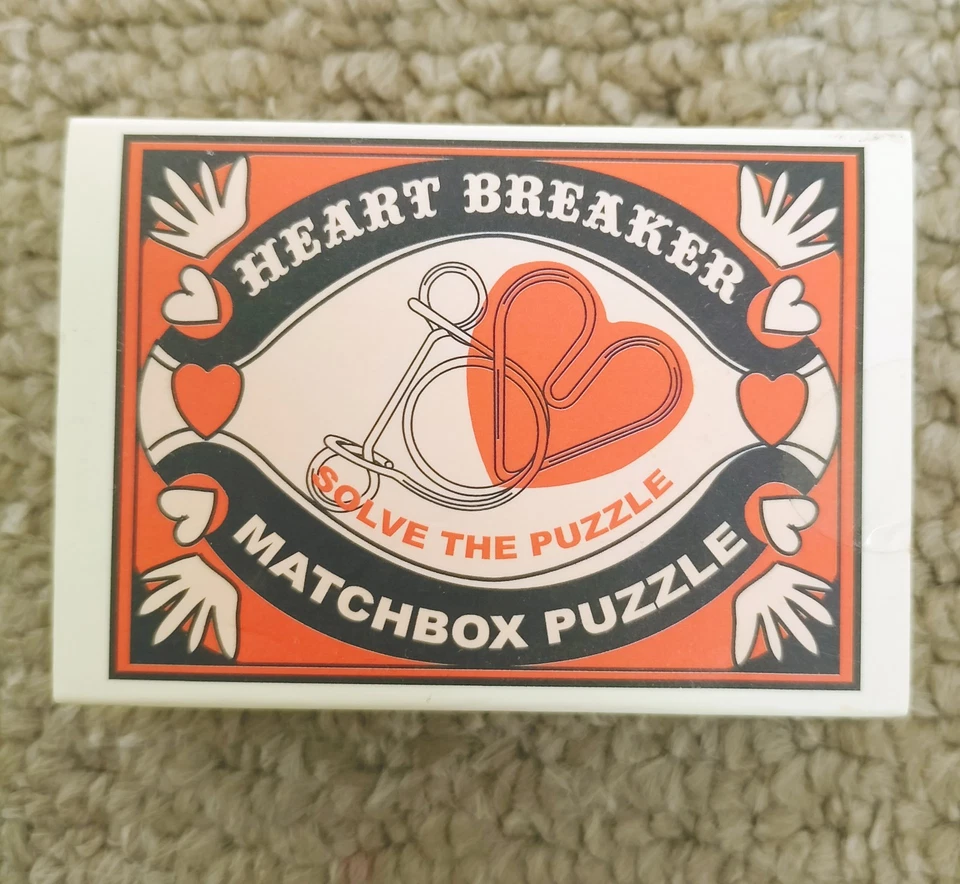 HEART BREAKER
SOLVE THE PUZZLE
MATCHBOX PUZZLE